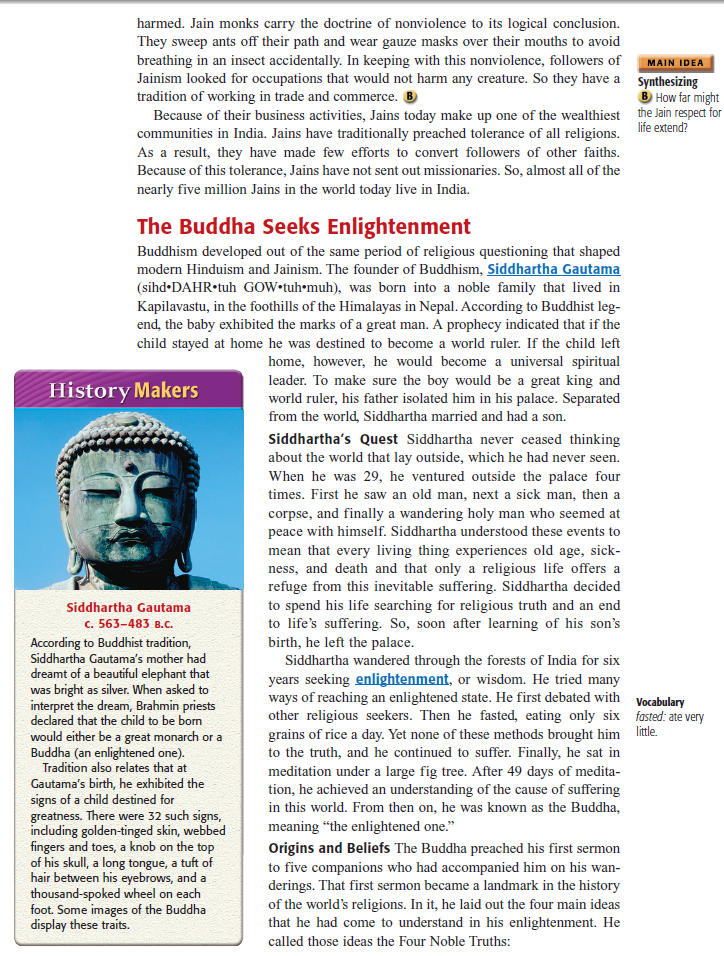 harmed. Jain monks carry the doctrine of nonviolence to its logical conclusion.
They sweep ants off their path and wear gauze masks over their mouths to avoid
breathing in an insect accidentally. In keeping with this nonviolence, followers of
Jainism looked for occupations that would not harm any creature. So they have a
tradition of working in trade and commerce. B
Because of their business activities, Jains today make up one of the wealthiest
communities in India. Jains have traditionally preached tolerance of all religions.
As a result, they have made few efforts to convert followers of other faiths.
Because of this tolerance, Jains have not sent out missionaries. So, almost all of the
nearly five million Jains in the world today live in India.
MAIN IDEA
Synthesizing
B How far might
the Jain respect for
life extend?
The Buddha Seeks Enlightenment
Buddhism developed out of the same period of religious questioning that shaped
modern Hinduism and Jainism. The founder of Buddhism, Siddhartha Gautama
(sihd•DAHR•tuh GOW•tuh•muh), was born into a noble family that lived in
Kapilavastu, in the foothills of the Himalayas in Nepal. According to Buddhist leg-
end, the baby exhibited the marks of a great man. A prophecy indicated that if the
child stayed at home he was destined to become a world ruler. If the child left
home, however, he would become a universal spiritual
leader. To make sure the boy would be a great king and
world ruler, his father isolated him in his palace. Separated
from the world, Siddhartha married and had a son.
Siddhartha's Quest Siddhartha never ceased thinking
about the world that lay outside, which he had never seen.
When he was 29, he ventured outside the palace four
times. First he saw an old man, next a sick man, then a
corpse, and finally a wandering holy man who seemed at
peace with himself. Siddhartha understood these events to
mean that every living thing experiences old age, sick-
ness, and death and that only a religious life offers a
refuge from this inevitable suffering. Siddhartha decided
to spend his life searching for religious truth and an end
to life's suffering. So, soon after learning of his son's
birth, he left the palace.
Siddhartha wandered through the forests of India for six
years seeking enlightenment, or wisdom. He tried many
ways of reaching an enlightened state. He first debated with
other religious seekers. Then he fasted, eating only six
grains of rice a day. Yet none of these methods brought him
to the truth, and he continued to suffer. Finally, he sat in
meditation under a large fig tree. After 49 days of medita-
tion, he achieved an understanding of the cause of suffering
in this world. From then on, he was known as the Buddha,
meaning “the enlightened one.”
Origins and Beliefs The Buddha preached his first sermon
to five companions who had accompanied him on his wan-
derings. That first sermon became a landmark in the history
of the world's religions. In it, he laid out the four main ideas
that he had come to understand in his enlightenment. He
called those ideas the Four Noble Truths:
Vocabulary
fasted: ate very
little.
History Makers
Siddhartha Gautama
c. 563–483 B.C.
According to Buddhist tradition,
Siddhartha Gautama's mother had
dreamt of a beautiful elephant that
was bright as silver. When asked to
interpret the dream, Brahmin priests
declared that the child to be born
would either be a great monarch or a
Buddha (an enlightened one).
Tradition also relates that at
Gautama's birth, he exhibited the
signs of a child destined for
greatness. There were 32 such signs,
including golden-tinged skin, webbed
fingers and toes, a knob on the top
of his skull, a long tongue, a tuft of
hair between his eyebrows, and a
thousand-spoked wheel on each
foot. Some images of the Buddha
display these traits.